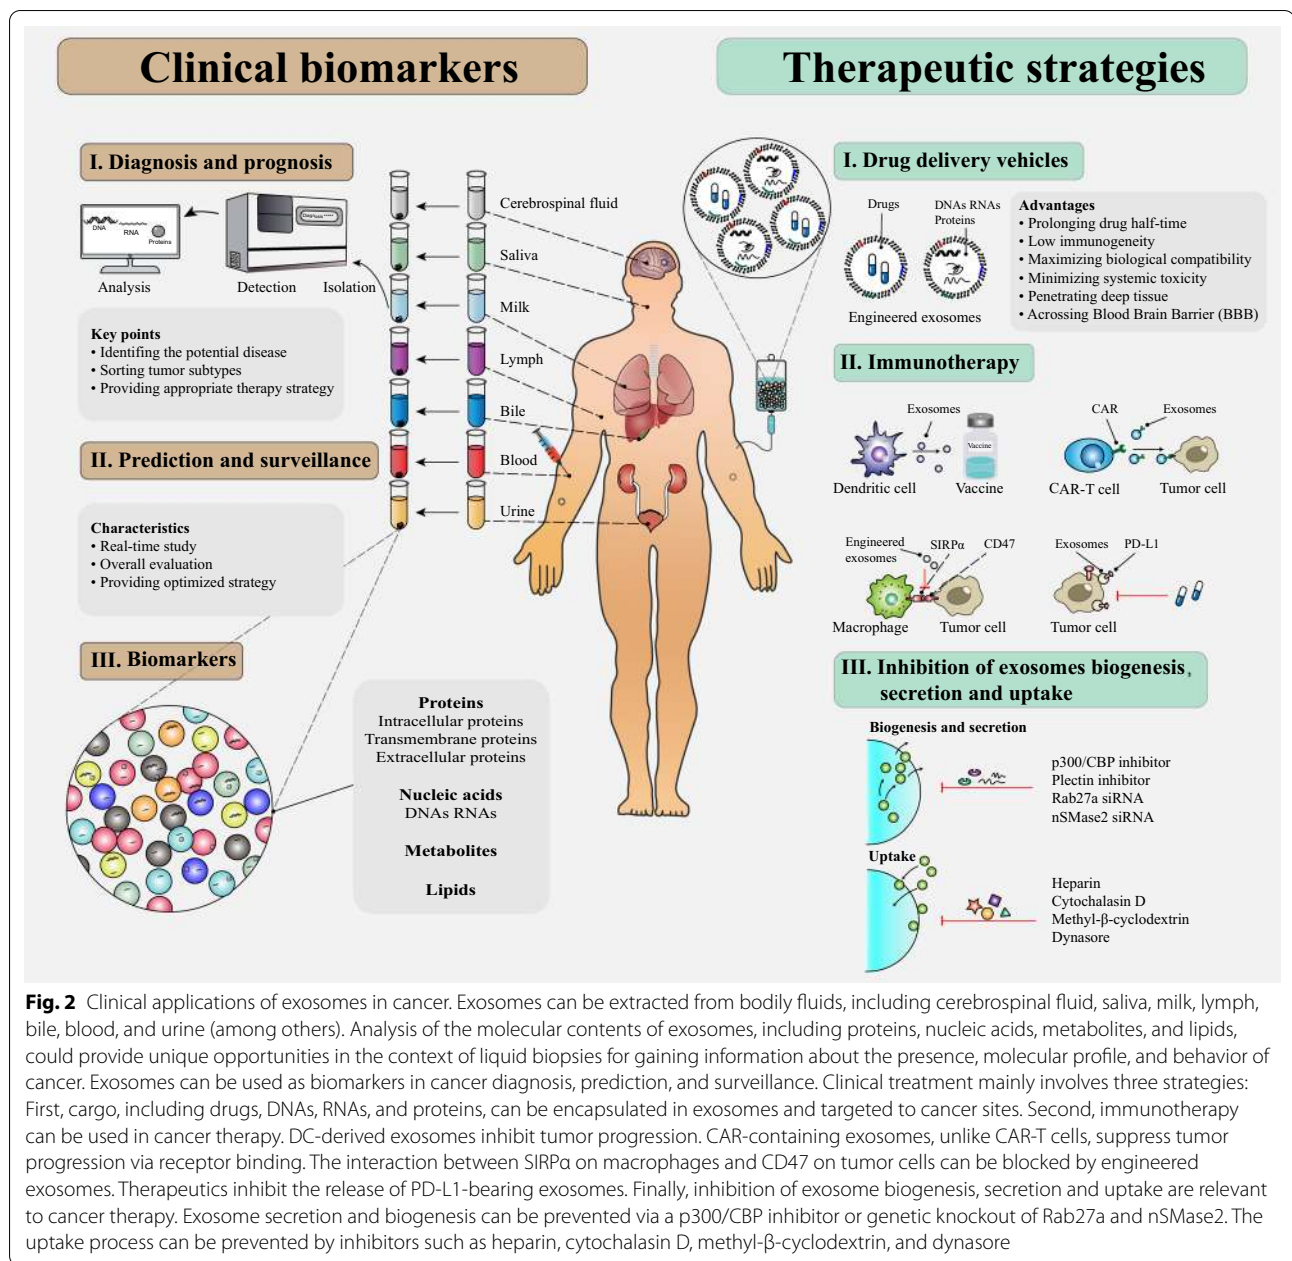 Clinical biomarkers
Therapeutic strategies
I. Diagnosis and prognosis
DNA
RNA
Proteins
Analysis
Detection
Isolation
Key points
• Identifing the potential disease
• Sorting tumor subtypes
• Providing appropriate therapy strategy
II. Prediction and surveillance
Characteristics
• Real-time study
• Overall evaluation
• Providing optimized strategy
III. Biomarkers
Proteins
Intracellular proteins
Transmembrane proteins
Extracellular proteins
Nucleic acids
DNAs RNAs
Metabolites
Lipids
Cerebrospinal fluid
Saliva
Milk
Lymph
Bile
Blood
Urine
I. Drug delivery vehicles
Drugs
DNAs RNAs
Proteins
Engineered exosomes
Advantages
• Prolonging drug half-time
• Low immunogeneity
• Maximizing biological compatibility
• Minimizing systemic toxicity
• Penetrating deep tissue
• Acrossing Blood Brain Barrier (BBB)
II. Immunotherapy
Exosomes
Vaccine
Dendritic cell
Vaccine
CAR
Exosomes
CAR-T cell
Tumor cell
Engineered
exosomes
SIRPα
CD47
Macrophage
Tumor cell
Exosomes
PD-L1
Tumor cell
III. Inhibition of exosomes biogenesis,
secretion and uptake
Biogenesis and secretion
p300/CBP inhibitor
Plectin inhibitor
Rab27a siRNA
nSMase2 siRNA
Uptake
Heparin
Cytochalasin D
Methyl-β-cyclodextrin
Dynasore
Fig. 2 Clinical applications of exosomes in cancer. Exosomes can be extracted from bodily fluids, including cerebrospinal fluid, saliva, milk, lymph,
bile, blood, and urine (among others). Analysis of the molecular contents of exosomes, including proteins, nucleic acids, metabolites, and lipids,
could provide unique opportunities in the context of liquid biopsies for gaining information about the presence, molecular profile, and behavior of
cancer. Exosomes can be used as biomarkers in cancer diagnosis, prediction, and surveillance. Clinical treatment mainly involves three strategies:
First, cargo, including drugs, DNAs, RNAs, and proteins, can be encapsulated in exosomes and targeted to cancer sites. Second, immunotherapy
can be used in cancer therapy. DC-derived exosomes inhibit tumor progression. CAR-containing exosomes, unlike CAR-T cells, suppress tumor
progression via receptor binding. The interaction between SIRPα on macrophages and CD47 on tumor cells can be blocked by engineered
exosomes. Therapeutics inhibit the release of PD-L1-bearing exosomes. Finally, inhibition of exosome biogenesis, secretion and uptake are relevant
to cancer therapy. Exosome secretion and biogenesis can be prevented via a p300/CBP inhibitor or genetic knockout of Rab27a and nSMase2. The
uptake process can be prevented by inhibitors such as heparin, cytochalasin D, methyl-β-cyclodextrin, and dynasore